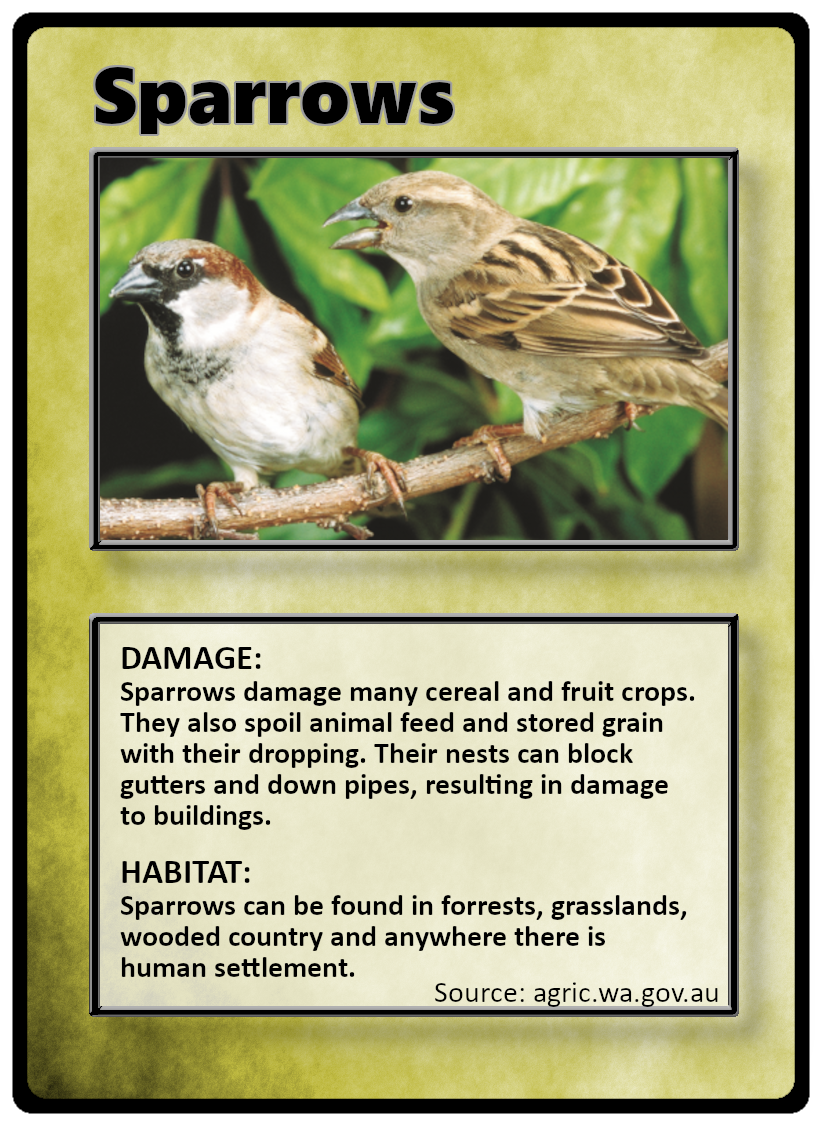 Sparrows
DAMAGE:
Sparrows damage many cereal and fruit crops.
They also spoil animal feed and stored grain
with their dropping. Their nests can block
gutters and down pipes, resulting in damage
to buildings.
HABITAT:
Sparrows can be found in forrests, grasslands,
wooded country and anywhere there is
human settlement.
Source: agric.wa.gov.au